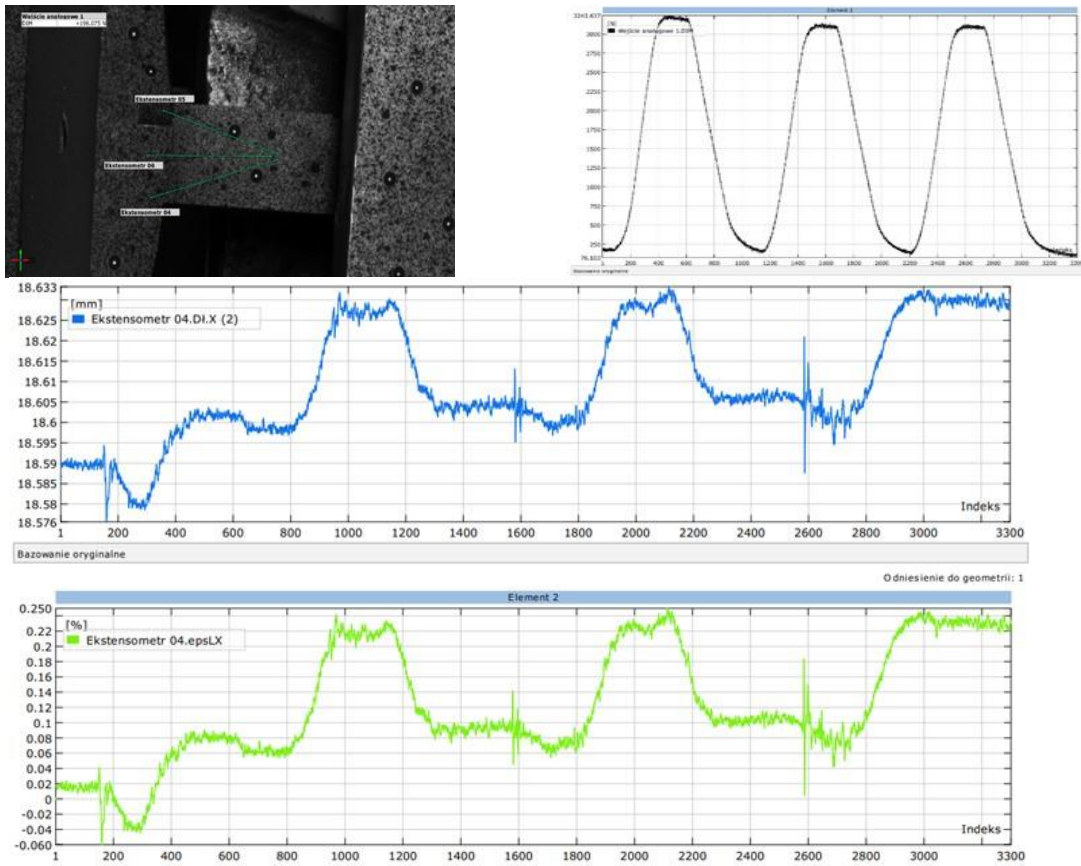 Wejście analogowe 1
Ekstensometr 05
Ekstensometr 06
Ekstensometr 04
Element 1
[N]
Wejście analogowe 1.DXM
3000
2750
2500
2250
2000
1750
1500
1250
1000
750
500
250
76.102
1 200 400 600 800 1000 1200 1400 1600 1800 2000 2200 2400 2600 2800 3000 3200 3400
Indeks
Bazowanie oryginalne
[mm]
Ekstensometr 04.Dł.X (2)
18.633
18.625
18.62
18.615
18.61
18.605
18.6
18.595
18.59
18.585
18.58
18.576
Indeks
1 200 400 600 800 1000 1200 1400 1600 1800 2000 2200 2400 2600 2800 3000 3300
Bazowanie oryginalne
Odniesienie do geometrii: 1
Element 2
[%]
Ekstensometr 04.epsLX
0.250
0.22
0.2
0.18
0.16
0.14
0.12
0.1
0.08
0.06
0.04
0.02
0
-0.02
-0.04
-0.060
Indeks
1 200 400 600 800 1000 1200 1400 1600 1800 2000 2200 2400 2600 2800 3000 3300